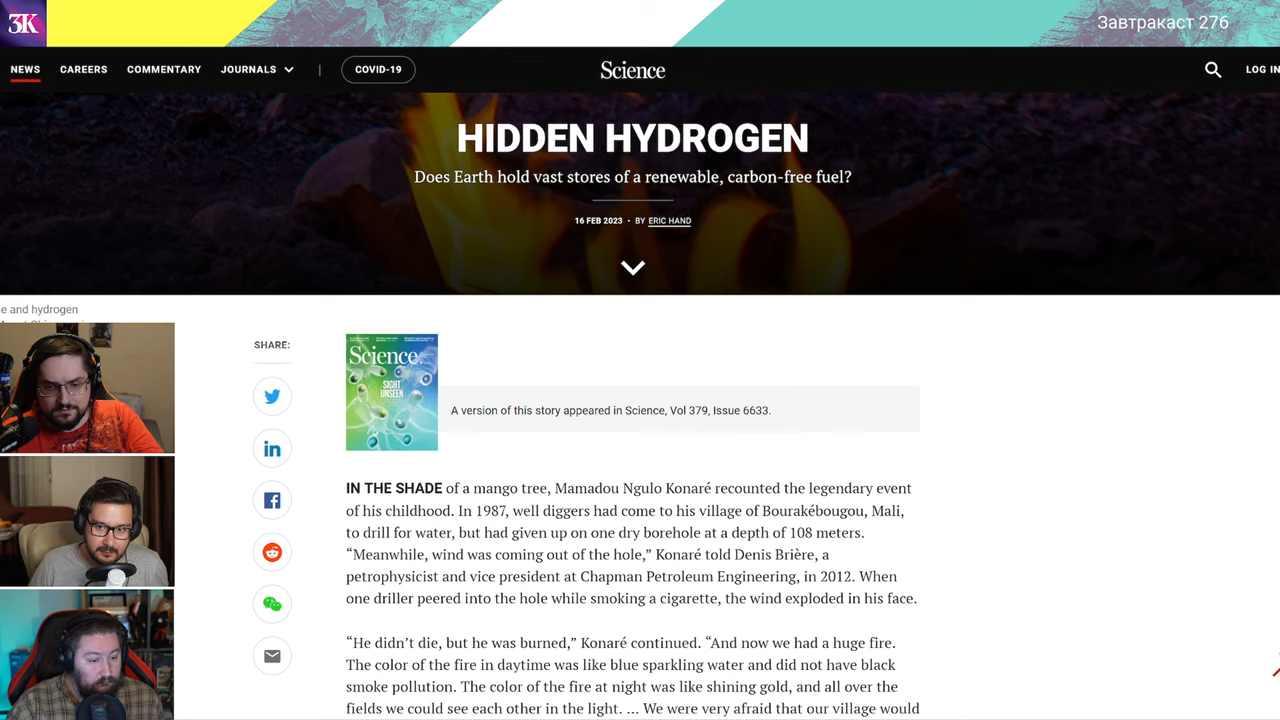 3K
Завтракаст 276
NEWS CAREERS COMMENTARY JOURNALS | COVID-19 Science LOG IN
HIDDEN HYDROGEN
Does Earth hold vast stores of a renewable, carbon-free fuel?
16 FEB 2023 • BY ERIC HAND
e and hydrogen
SHARE:
Science
SIGHT
UNSEEN
A version of this story appeared in Science, Vol 379, Issue 6633.
IN THE SHADE of a mango tree, Mamadou Ngulo Konaré recounted the legendary event
of his childhood. In 1987, well diggers had come to his village of Bourakébougou, Mali,
to drill for water, but had given up on one dry borehole at a depth of 108 meters.
“Meanwhile, wind was coming out of the hole,” Konaré told Denis Brière, a
petrophysicist and vice president at Chapman Petroleum Engineering, in 2012. When
one driller peered into the hole while smoking a cigarette, the wind exploded in his face.
“He didn’t die, but he was burned,” Konaré continued. “And now we had a huge fire.
The color of the fire in daytime was like blue sparkling water and did not have black
smoke pollution. The color of the fire at night was like shining gold, and all over the
fields we could see each other in the light. … We were very afraid that our village would